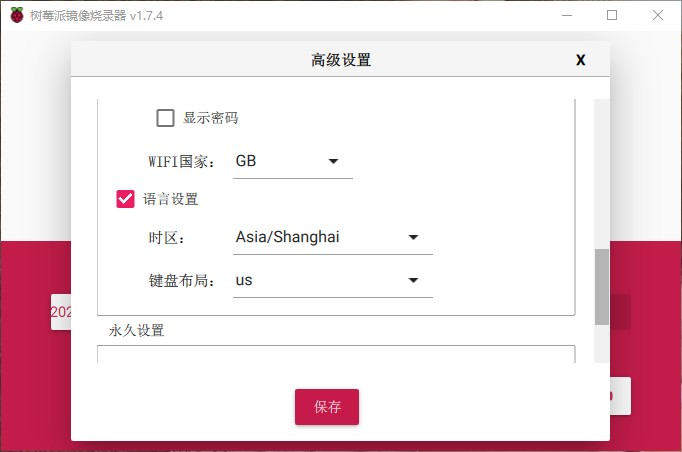 树莓派镜像烧录器 v1.7.4
高级设置 X
显示密码
WIFI国家： GB
语言设置
时区： Asia/Shanghai
键盘布局： us
202
永久设置
保存